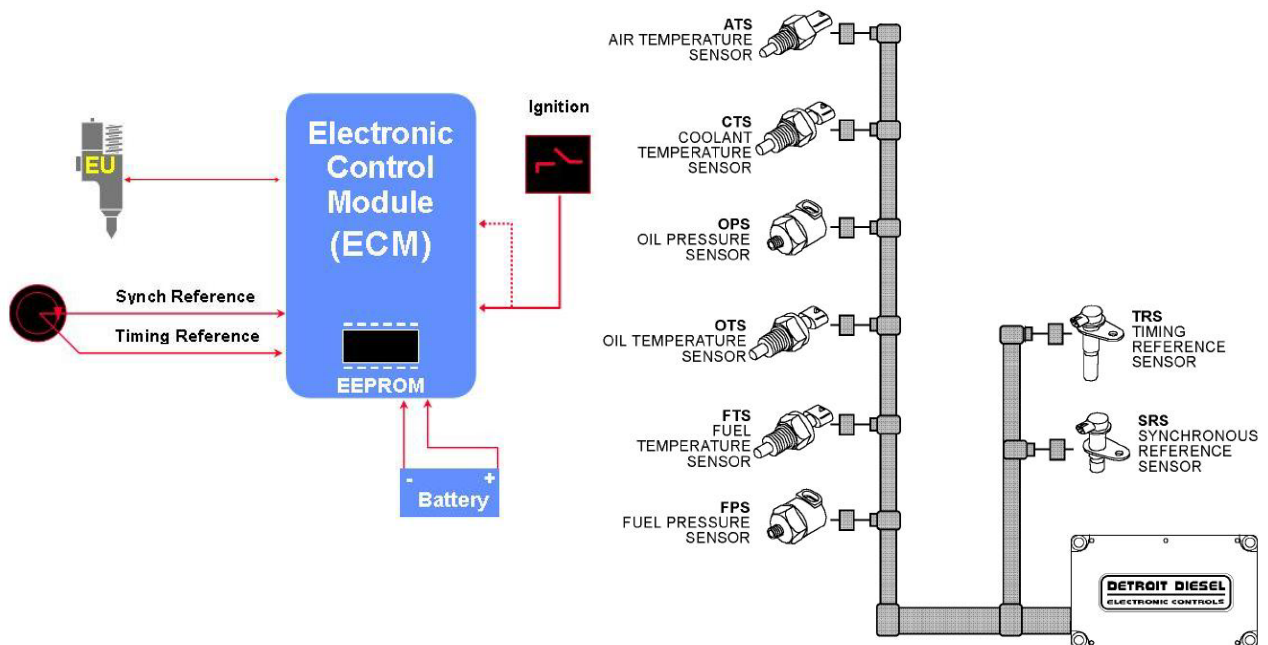 Electronic
Control
Module
(ECM)
EEPROM
EU
Synch Reference
Timing Reference
Ignition
- +
Battery
ATS
AIR TEMPERATURE
SENSOR
CTS
COOLANT
TEMPERATURE
SENSOR
OPS
OIL PRESSURE
SENSOR
OTS
OIL TEMPERATURE
SENSOR
FTS
FUEL
TEMPERATURE
SENSOR
FPS
FUEL PRESSURE
SENSOR
TRS
TIMING
REFERENCE
SENSOR
SRS
SYNCHRONOUS
REFERENCE
SENSOR
DETROIT DIESEL
ELECTRONIC CONTROLS